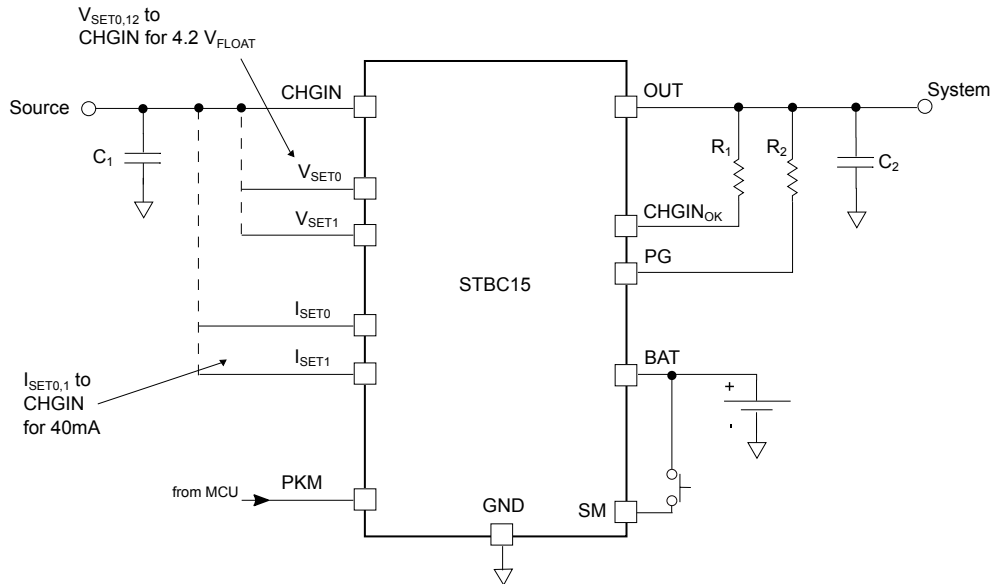 VSET0,12 to
CHGIN for 4.2 VFLOAT
Source
CHGIN
OUT
System
C1
R1
R2
C2
VSET0
VSET1
CHGINOK
PG
STBC15
ISET0
ISET1
BAT
+
-
ISET0,1 to
CHGIN
for 40mA
from MCU
PKM
GND
SM